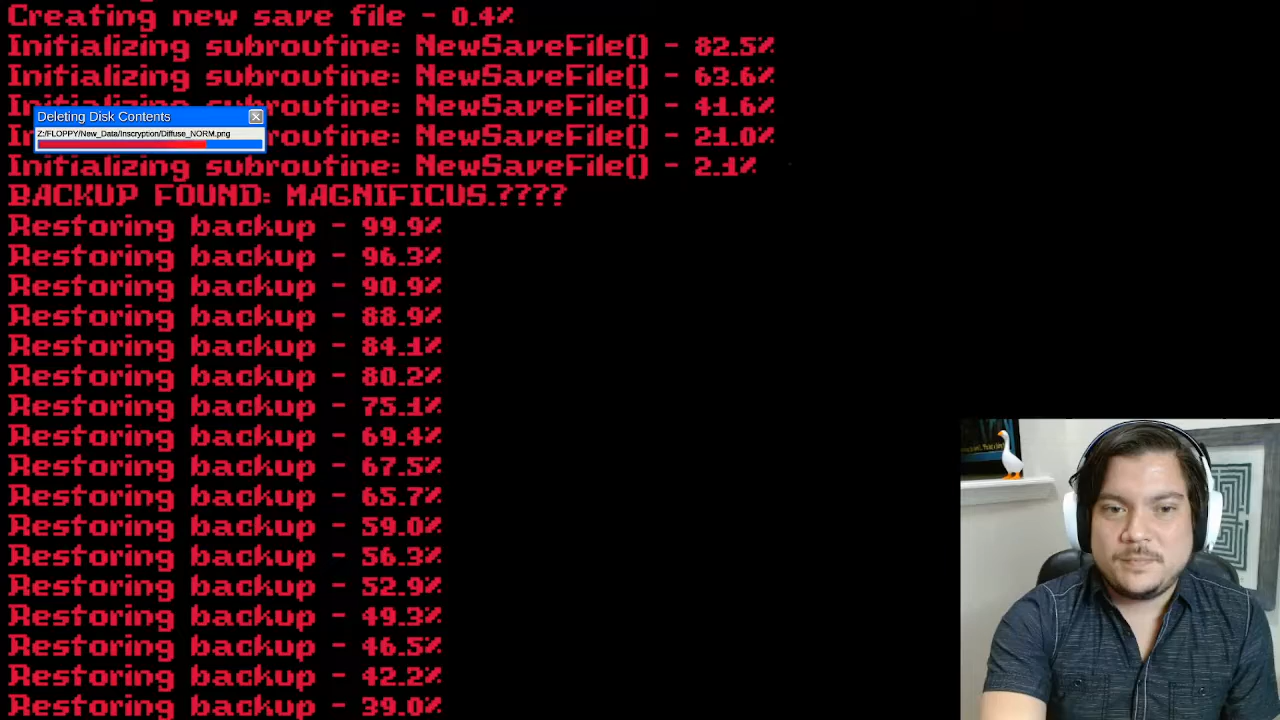 Creating new save file - 0.4%
Initializing subroutine: NewSaveFile() - 82.5%
Initializing subroutine: NewSaveFile() - 63.6%
routine: NewSaveFile() - 41.6%
Deleting Disk Contents
Z:/FLOPPY/New_Data/Inscryption/Diffuse_NORM.png
routine: NewSaveFile() - 21.0%
Initializing subroutine: NewSaveFile() - 2.1%
BACKUP FOUND: MAGNIFICUS.????
Restoring backup - 99.9%
Restoring backup - 96.3%
Restoring backup - 90.9%
Restoring backup - 88.9%
Restoring backup - 84.1%
Restoring backup - 80.2%
Restoring backup - 75.1%
Restoring backup - 69.4%
Restoring backup - 67.5%
Restoring backup - 65.7%
Restoring backup - 59.0%
Restoring backup - 56.3%
Restoring backup - 52.9%
Restoring backup - 49.3%
Restoring backup - 46.5%
Restoring backup - 42.2%
Restoring backup - 39.0%